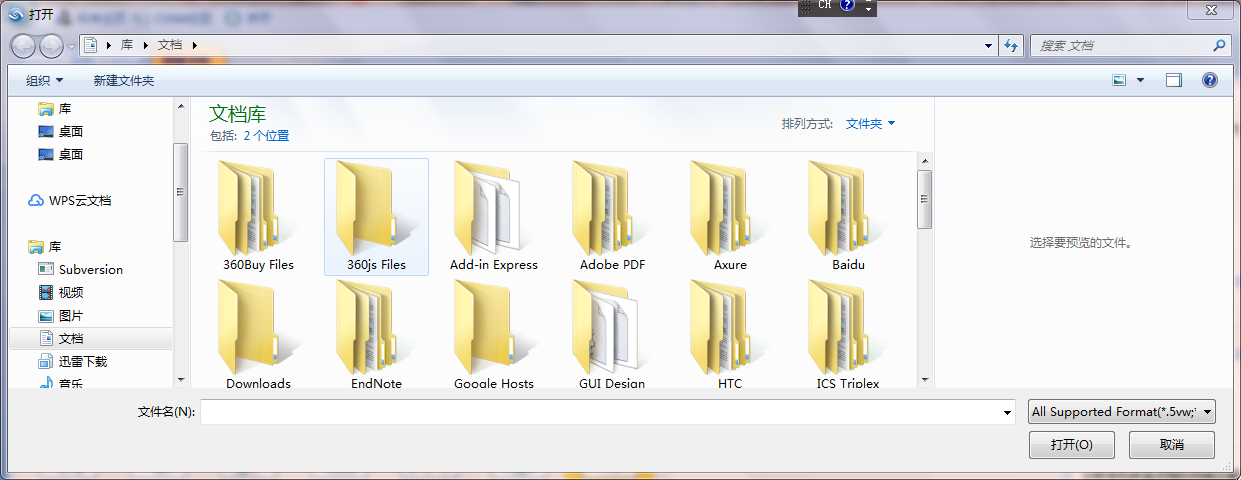 打开
CH
库 文档
搜索 文档
组织 新建文件夹
库
桌面
桌面
WPS云文档
库
Subversion
视频
图片
文档
迅雷下载
音乐
文档库
包括: 2 个位置
排列方式: 文件夹
360Buy Files
360js Files
Add-in Express
Adobe PDF
Axure
Baidu
Downloads
EndNote
Google Hosts
GUI Design
HTC
ICS Triplex
选择要预览的文件。
文件名(N):
All Supported Format(*.5vw;*
打开(O)
取消